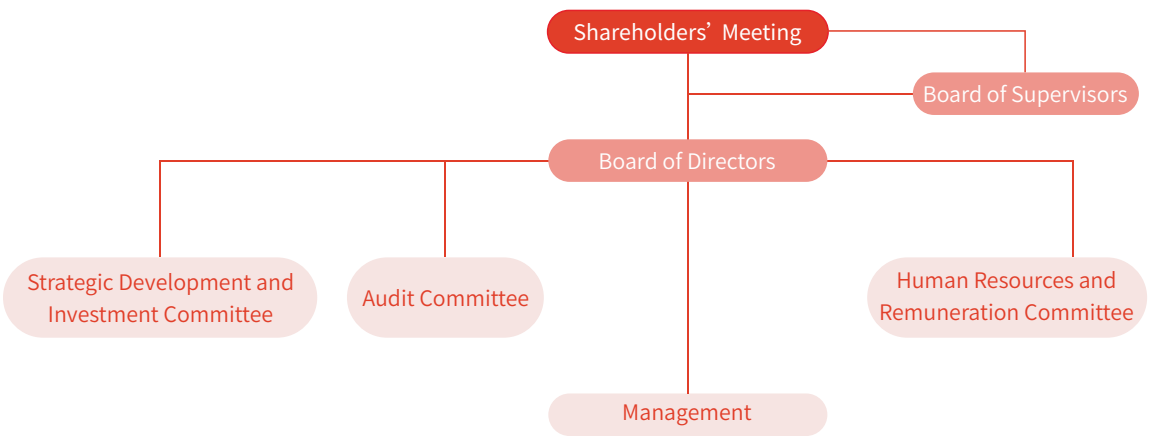 Shareholders’ Meeting
Board of Supervisors
Board of Directors
Strategic Development and
Investment Committee
Audit Committee
Human Resources and
Remuneration Committee
Management